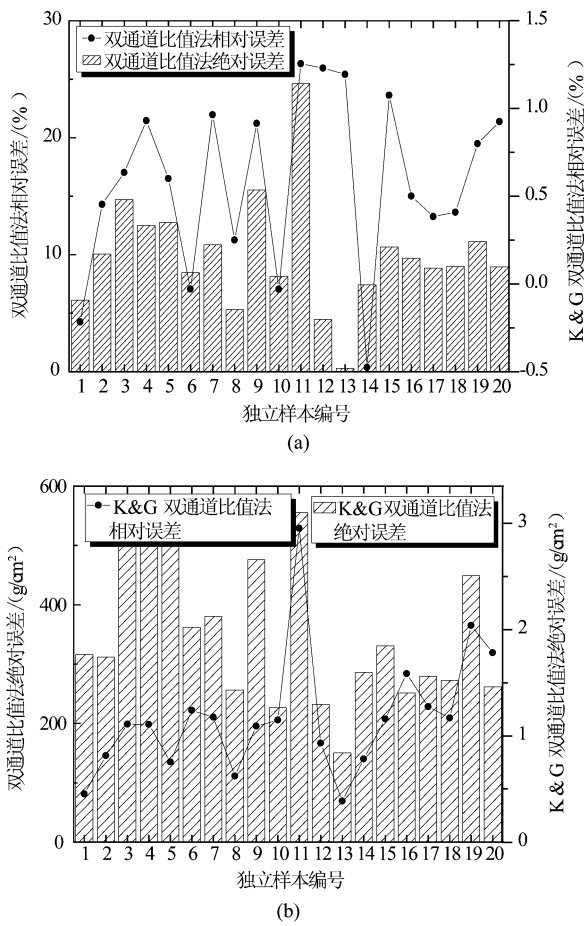 双通道比值法相对误差
双通道比值法绝对误差
30
20
10
0
双通道比值法相对误差/(%)
1.5
1.0
0.5
0.0
-0.5
K&G 双通道比值法相对误差/(%)
1 2 3 4 5 6 7 8 9 10 11 12 13 14 15 16 17 18 19 20
独立样本编号
(a)
K&G 双通道比值法
相对误差
K&G双通道比值法
绝对误差
600
400
200
0
双通道比值法绝对误差/(g/cm²)
3
2
1
0
K&G 双通道比值法绝对误差/(g/cm²)
1 2 3 4 5 6 7 8 9 10 11 12 13 14 15 16 17 18 19 20
独立样本编号
(b)